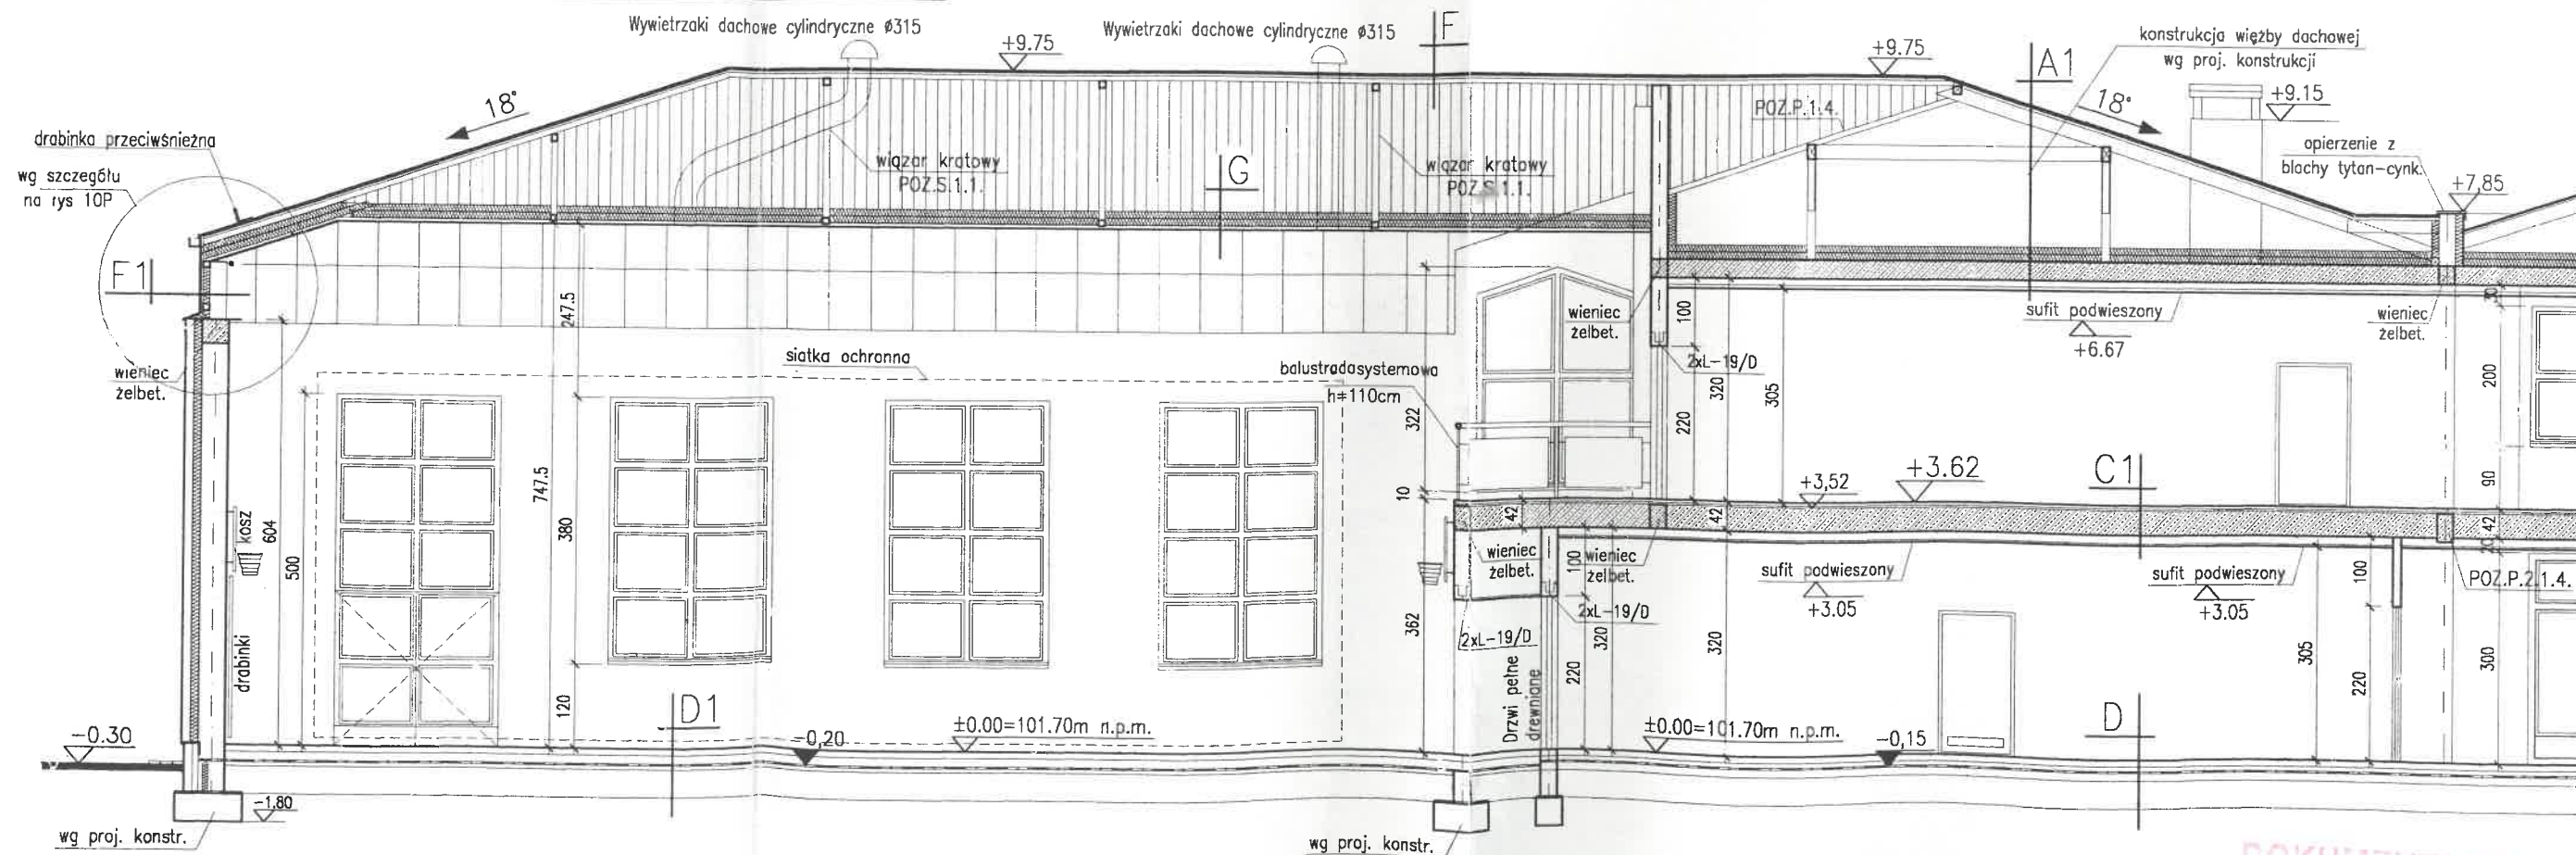 Wywietrzaki dachowe cylindryczne ø315
Wywietrzaki dachowe cylindryczne ø315
F
+9.75
+9.75
A1
konstrukcja więźby dachowej
wg proj. konstrukcji
+9.15
18°
18°
drabinka przeciwśnieżna
wg szczegółu
na rys 10P
wiązar kratowy
POZ.S.1.1.
G
wiązar kratowy
POZ.S.1.1.
POZ.P.1.4.
opierzenie z
blachy tytan-cynk.
+7,85
F1
247.5
wieniec
żelbet.
100
sufit podwieszony
+6.67
wieniec
żelbet.
30
siatka ochronna
wieniec
żelbet.
balustradasystemowa
h=110cm
322
2xL-19/D
220
320
305
200
90
kosz
604
500
747.5
380
120
drabinki
10
42
42
+3,52
+3.62
C1
42
20
wieniec
żelbet.
100
wieniec
żelbet.
sufit podwieszony
+3.05
sufit podwieszony
+3.05
100
POZ.P.2.1.4.
362
2xL-19/D
2xL-19/D
Drzwi pełne
drewniane
220
320
320
305
220
300
D1
-0.30
-0,20
±0.00=101.70m n.p.m.
±0.00=101.70m n.p.m.
-0,15
D
-1,80
wg proj. konstr.
wg proj. konstr.